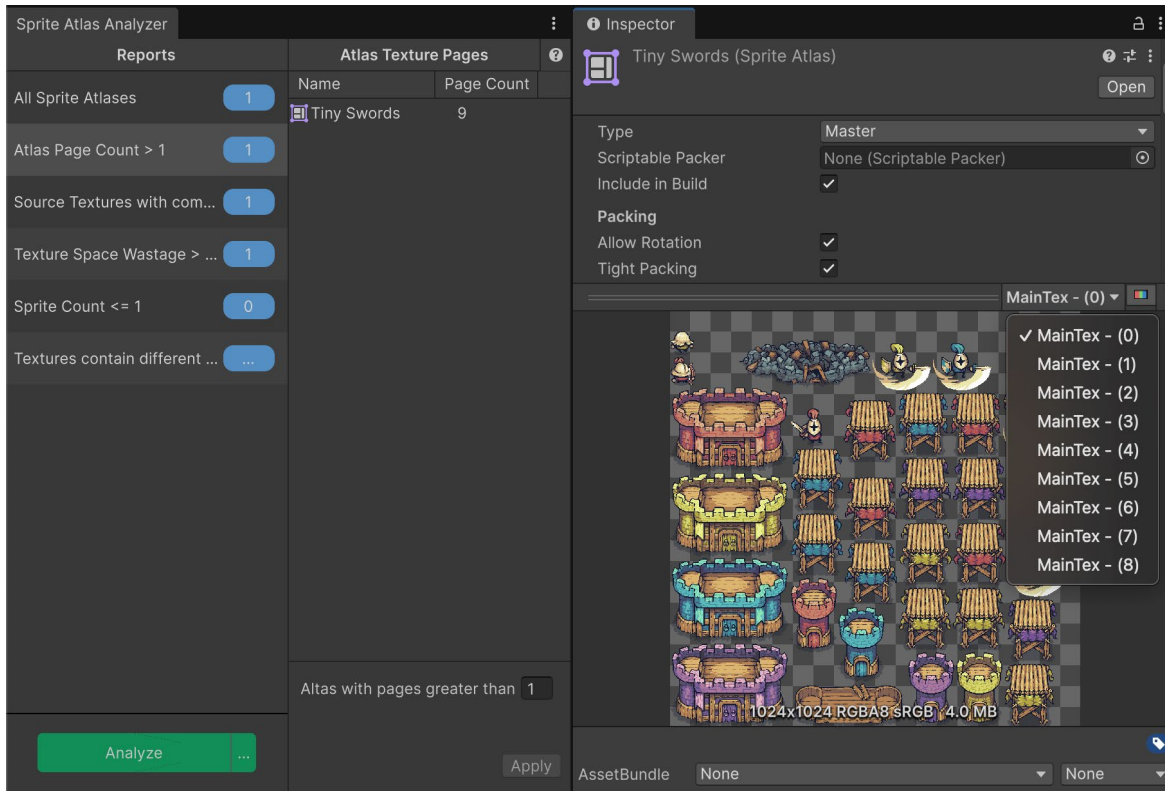 Sprite Atlas Analyzer
Reports
All Sprite Atlases
1
Atlas Page Count > 1
1
Source Textures with com...
1
Texture Space Wastage > ...
1
Sprite Count <= 1
0
Textures contain different ...
...
Analyze
...
Atlas Texture Pages
Name Page Count
Tiny Swords 9
Altas with pages greater than 1
Apply
Inspector
Tiny Swords (Sprite Atlas)
Open
Type Master
Scriptable Packer None (Scriptable Packer)
Include in Build
Packing
Allow Rotation
Tight Packing
MainTex - (0)
MainTex - (0)
MainTex - (1)
MainTex - (2)
MainTex - (3)
MainTex - (4)
MainTex - (5)
MainTex - (6)
MainTex - (7)
MainTex - (8)
1024x1024 RGBA8 sRGB 4.0 MB
AssetBundle None None